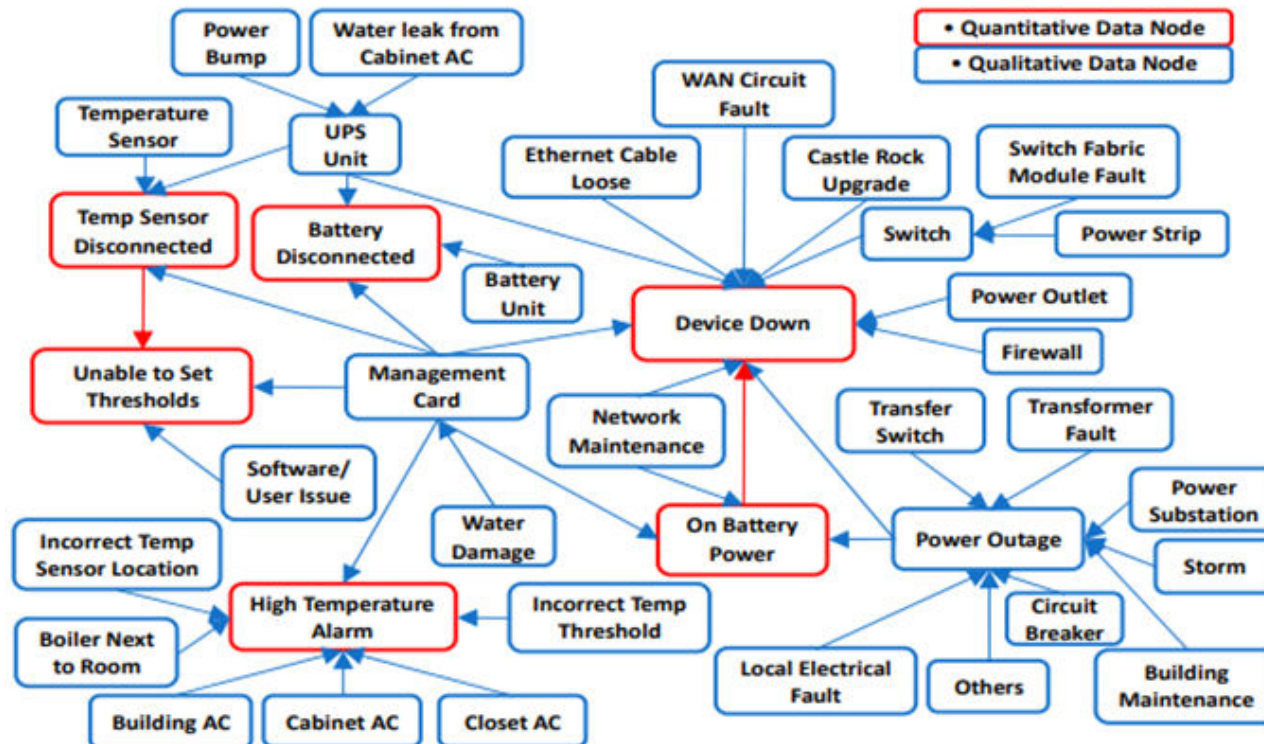 Power
Bump
Water leak from
Cabinet AC
• Quantitative Data Node
• Qualitative Data Node
WAN Circuit
Fault
Temperature
Sensor
UPS
Unit
Ethernet Cable
Loose
Castle Rock
Upgrade
Switch Fabric
Module Fault
Temp Sensor
Disconnected
Battery
Disconnected
Switch
Power Strip
Battery
Unit
Device Down
Power Outlet
Firewall
Unable to Set
Thresholds
Management
Card
Network
Maintenance
Transfer
Switch
Transformer
Fault
Software/
User Issue
Water
Damage
On Battery
Power
Power Outage
Power
Substation
Storm
Incorrect Temp
Sensor Location
High Temperature
Alarm
Incorrect Temp
Threshold
Circuit
Breaker
Boiler Next
to Room
Local Electrical
Fault
Others
Building
Maintenance
Building AC
Cabinet AC
Closet AC